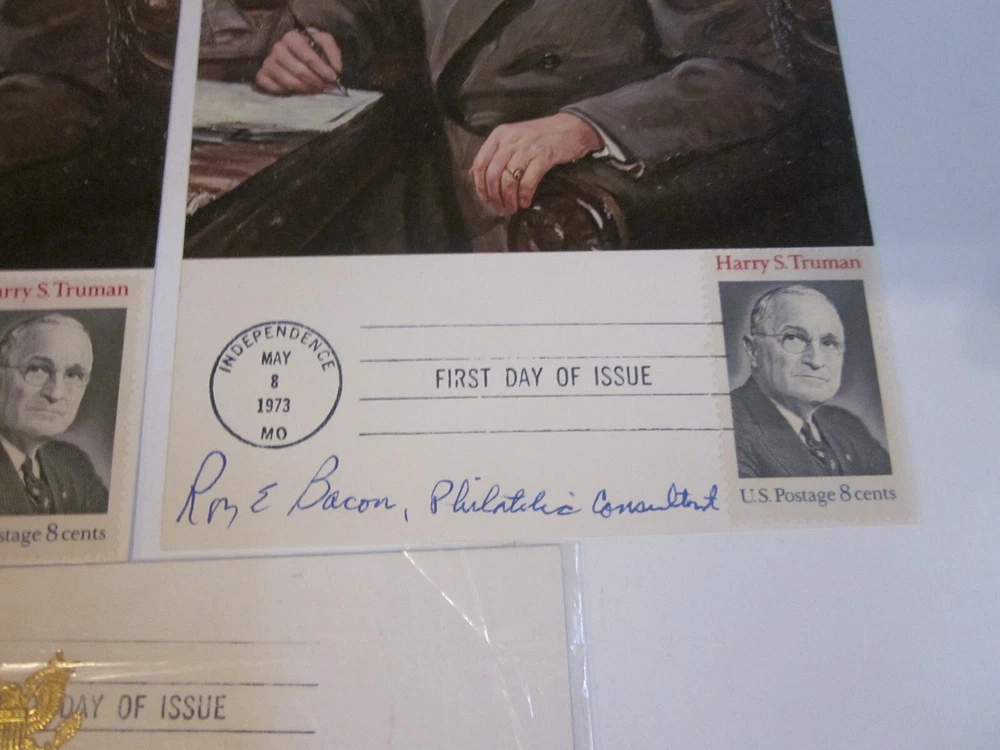 Harry S. Truman
INDEPENDENCE
MAY
8
1973
MO
FIRST DAY OF ISSUE
Roy E Bacon, Philatelic Consultant
U.S. Postage 8 cents
arry S. Truman
stage 8 cents
DAY OF ISSUE